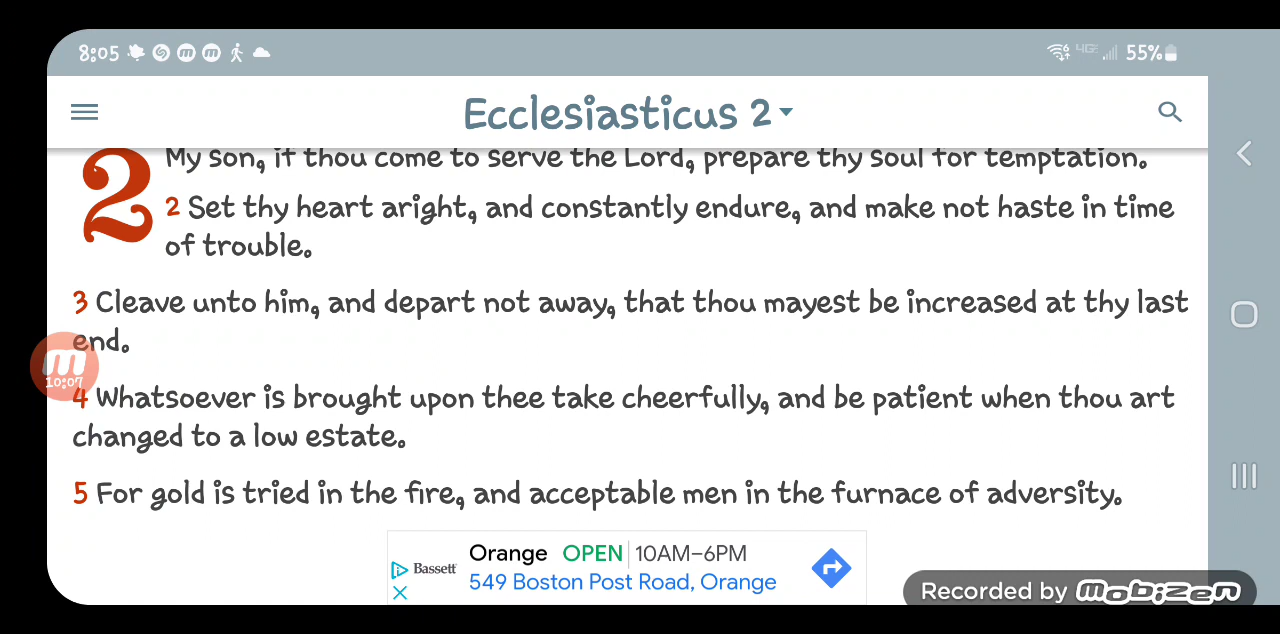 8:05 55%
Ecclesiasticus 2
2 My son, if thou come to serve the Lord, prepare thy soul for temptation.
2 Set thy heart aright, and constantly endure, and make not haste in time
of trouble.
3 Cleave unto him, and depart not away, that thou mayest be increased at thy last
end.
m
10:07
4 Whatsoever is brought upon thee take cheerfully, and be patient when thou art
changed to a low estate.
5 For gold is tried in the fire, and acceptable men in the furnace of adversity.
Bassett
Orange OPEN 10AM–6PM
549 Boston Post Road, Orange
Recorded by mobizen